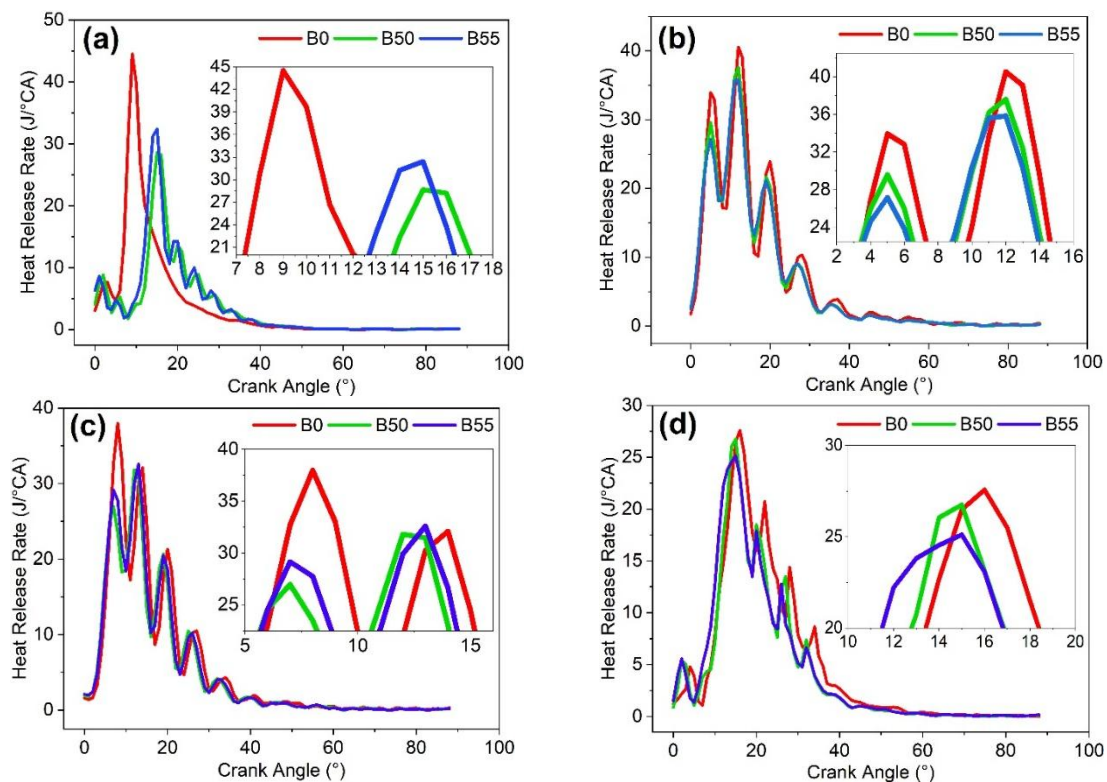 (a)
B0 B50 B55
Heat Release Rate (J/°CA)
50
40
30
20
10
0
0 20 40 60 80 100
Crank Angle (°)
45
42
39
36
33
30
27
24
21
7 8 9 10 11 12 13 14 15 16 17 18
(b)
B0 B50 B55
Heat Release Rate (J/°CA)
40
30
20
10
0
0 20 40 60 80 100
Crank Angle (°)
40
36
32
28
24
2 4 6 8 10 12 14 16
(c)
B0 B50 B55
Heat Release Rate (J/°CA)
40
30
20
10
0
0 20 40 60 80 100
Crank Angle (°)
40
35
30
25
5 10 15
(d)
B0 B50 B55
Heat Release Rate (J/°CA)
30
25
20
15
10
5
0
0 20 40 60 80 100
Crank Angle (°)
30
25
20
10 12 14 16 18 20